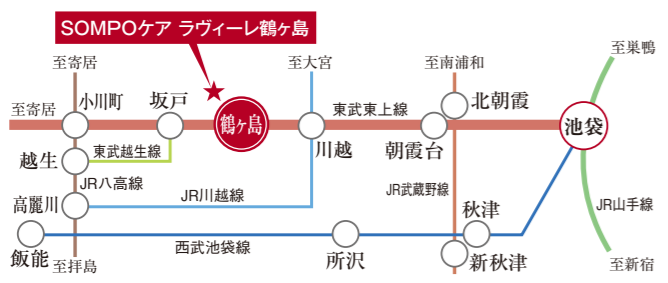 SOMPOケア ラヴィーレ鶴ヶ島
至寄居
至大宮
至南浦和
至巣鴨
至寄居
小川町
坂戸
鶴ヶ島
川越
東武東上線
北朝霞
朝霞台
池袋
越生
東武越生線
JR八高線
高麗川
JR川越線
JR武蔵野線
JR山手線
飯能
至拝島
西武池袋線
所沢
秋津
新秋津
至新宿